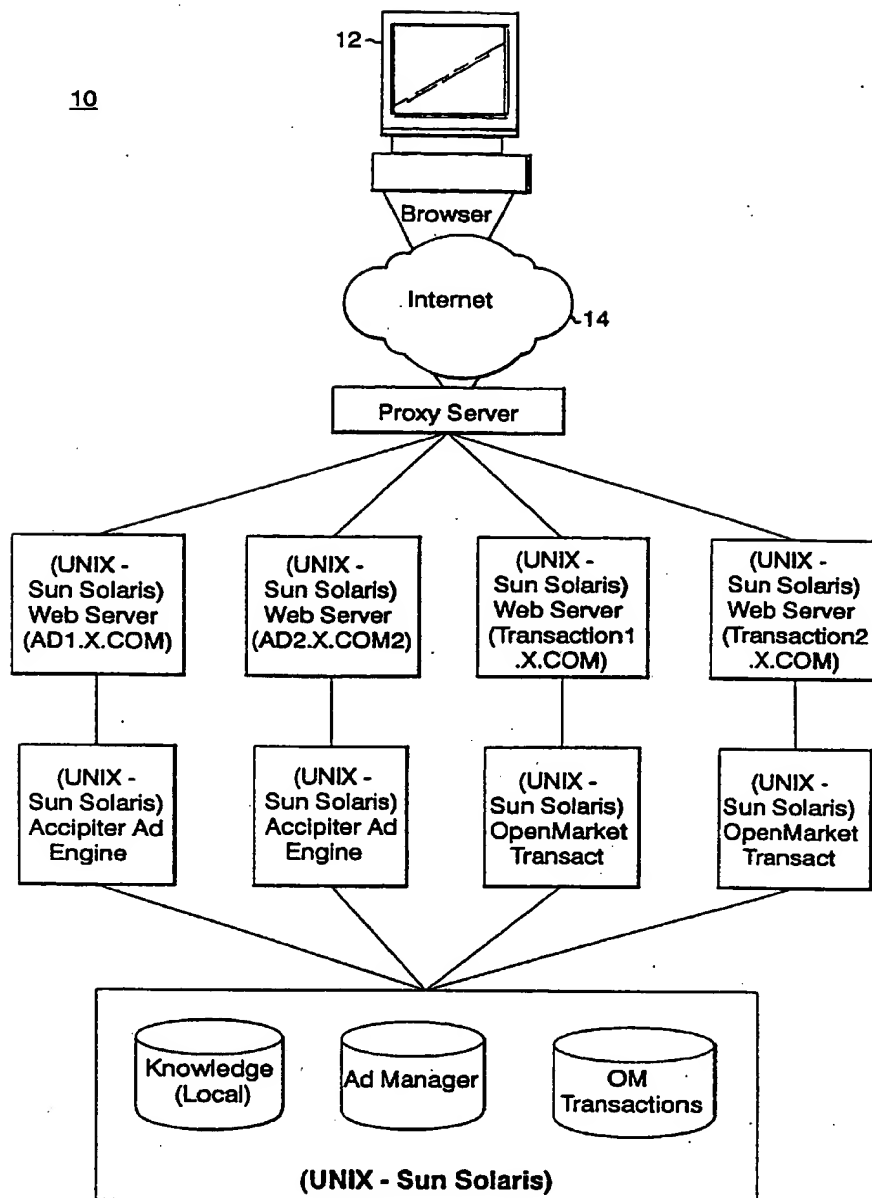 12
10
Browser
Internet
14
Proxy Server
(UNIX -
Sun Solaris)
Web Server
(AD1.X.COM)
(UNIX -
Sun Solaris)
Web Server
(AD2.X.COM2)
(UNIX -
Sun Solaris)
Web Server
(Transaction1
.X.COM)
(UNIX -
Sun Solaris)
Web Server
(Transaction2
.X.COM)
(UNIX -
Sun Solaris)
Accipiter Ad
Engine
(UNIX -
Sun Solaris)
Accipiter Ad
Engine
(UNIX -
Sun Solaris)
OpenMarket
Transact
(UNIX -
Sun Solaris)
OpenMarket
Transact
Knowledge
(Local)
Ad Manager
OM
Transactions
(UNIX - Sun Solaris)